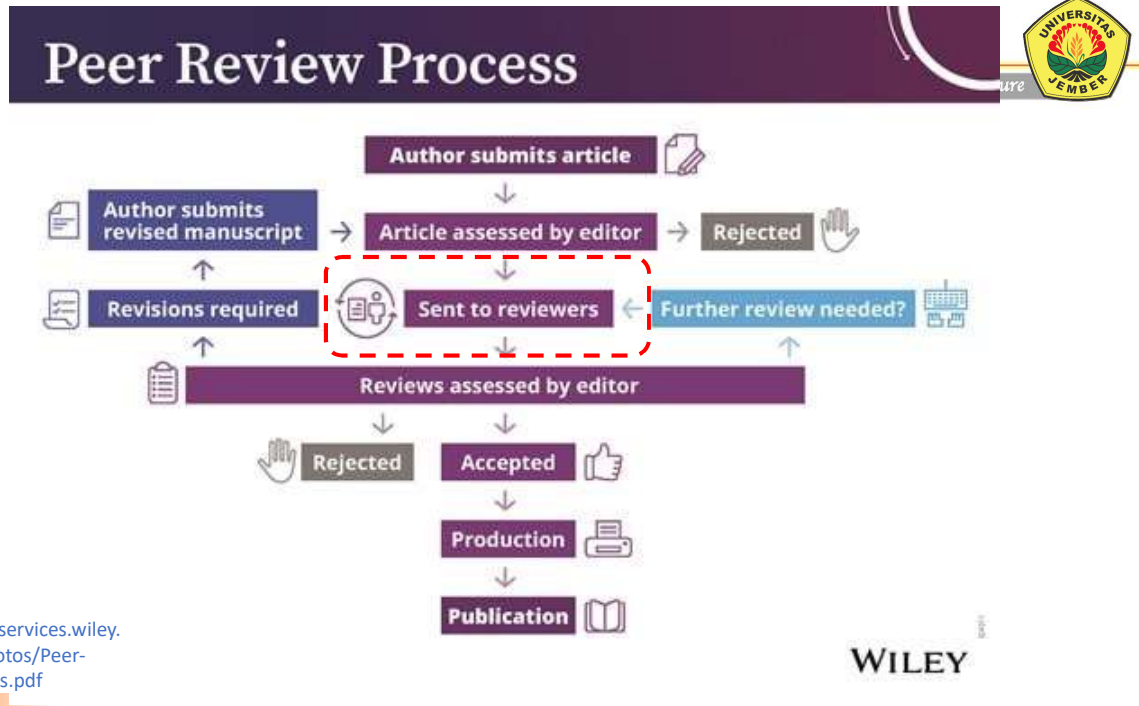 Peer Review Process
UNIVERSITAS
JEMBER
ure
Author submits article
Author submits
revised manuscript
Article assessed by editor
Rejected
Revisions required
Sent to reviewers
Further review needed?
Reviews assessed by editor
Rejected
Accepted
Production
Publication
services.wiley.
otos/Peer-
s.pdf
WILEY